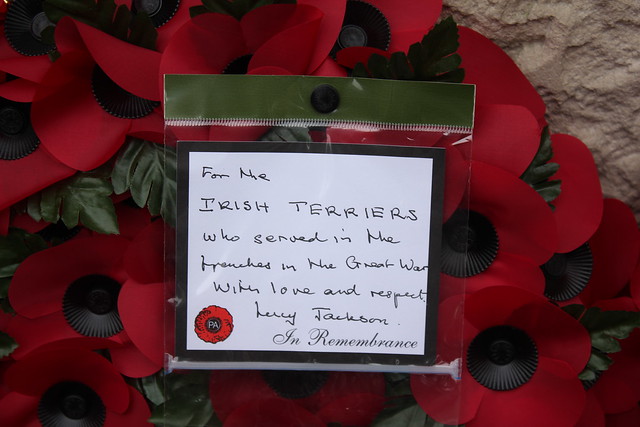 For the
IRISH TERRIERS
who served in the
trenches in the Great War
With love and respect.
Lucy Jackson.
PA
In Remembrance